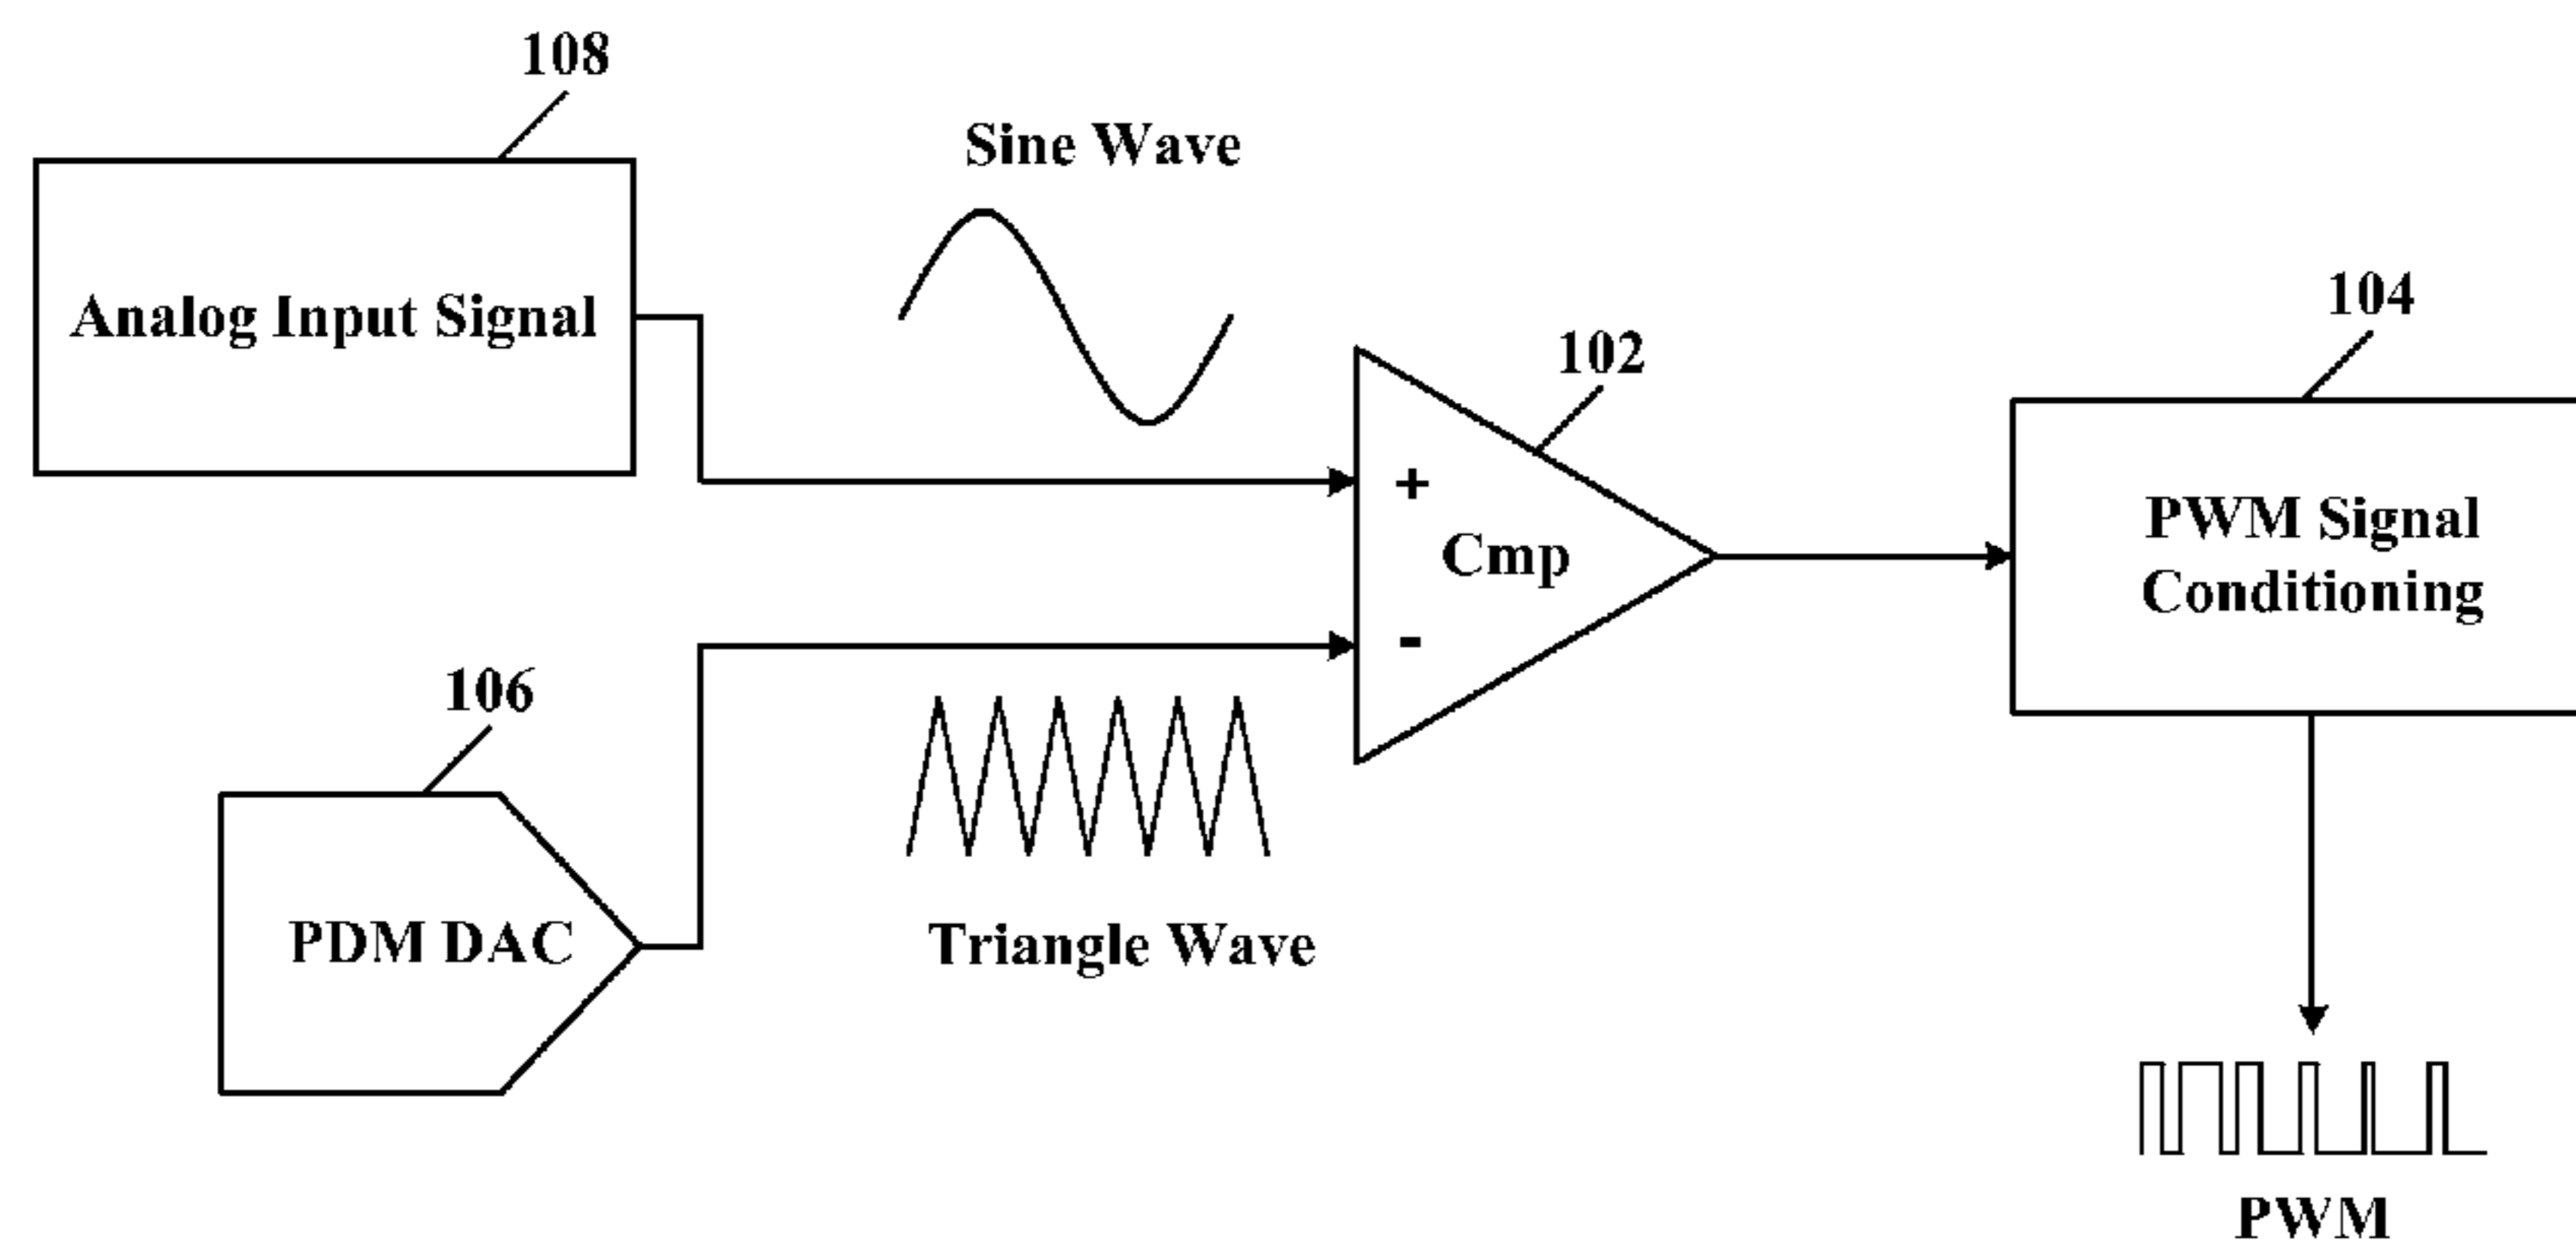 108
Sine Wave
Analog Input Signal
104
102
+
Cmp
-
PWM Signal
Conditioning
106
PDM DAC
Triangle Wave
PWM